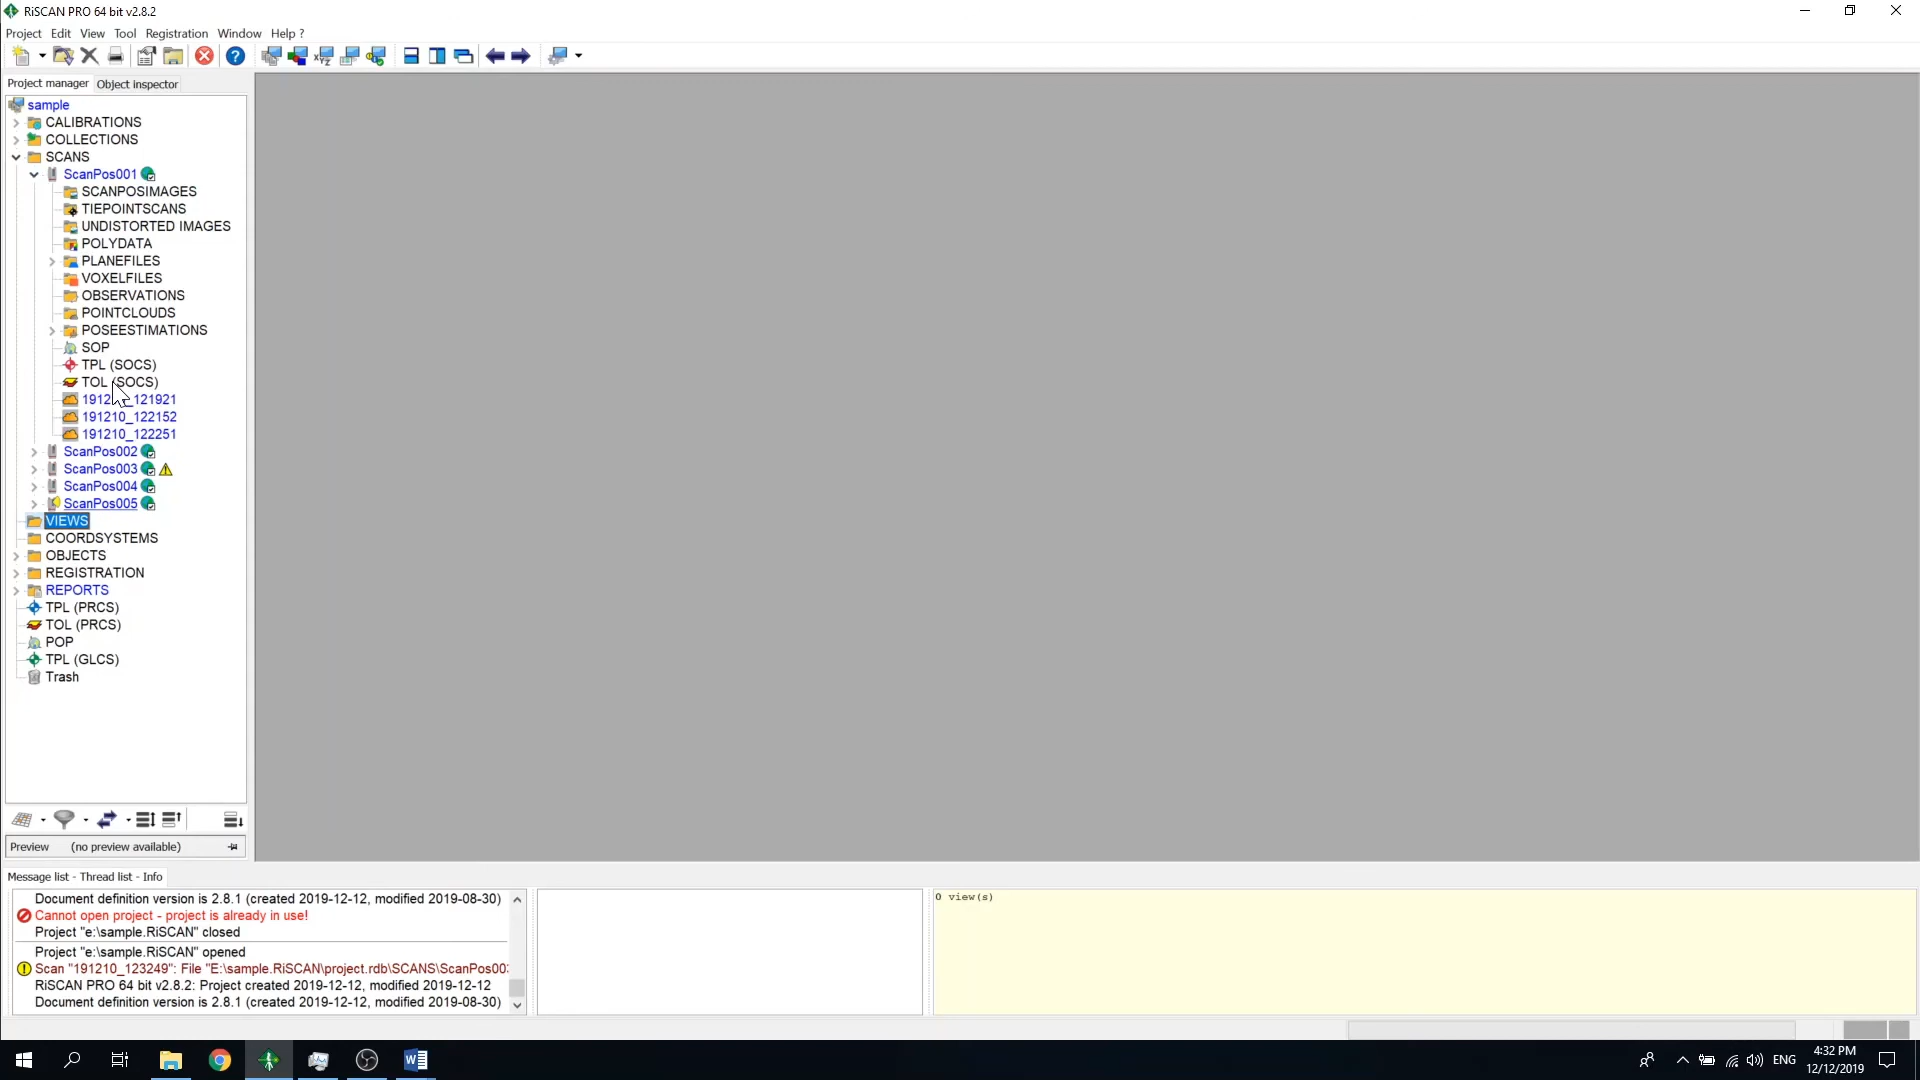 RiSCAN PRO 64 bit v2.8.2
Project Edit View Tool Registration Window Help ?
Project manager Object inspector
sample
CALIBRATIONS
COLLECTIONS
SCANS
ScanPos001
SCANPOSIMAGES
TIEPOINTSCANS
UNDISTORTED IMAGES
POLYDATA
PLANEFILES
VOXELFILES
OBSERVATIONS
POINTCLOUDS
POSEESTIMATIONS
SOP
TPL (SOCS)
TOL (SOCS)
191210_121921
191210_122152
191210_122251
ScanPos002
ScanPos003
ScanPos004
ScanPos005
VIEWS
COORDSYSTEMS
OBJECTS
REGISTRATION
REPORTS
TPL (PRCS)
TOL (PRCS)
POP
TPL (GLCS)
Trash
Preview (no preview available)
Message list - Thread list - Info
Document definition version is 2.8.1 (created 2019-12-12, modified 2019-08-30)
Cannot open project - project is already in use!
Project "e:\sample.RiSCAN" closed
Project "e:\sample.RiSCAN" opened
Scan "191210_123249": File "E:\sample.RiSCAN\project.rdb\SCANS\ScanPos00
RiSCAN PRO 64 bit v2.8.2: Project created 2019-12-12, modified 2019-12-12
Document definition version is 2.8.1 (created 2019-12-12, modified 2019-08-30)
0 view(s)
ENG
4:32 PM
12/12/2019